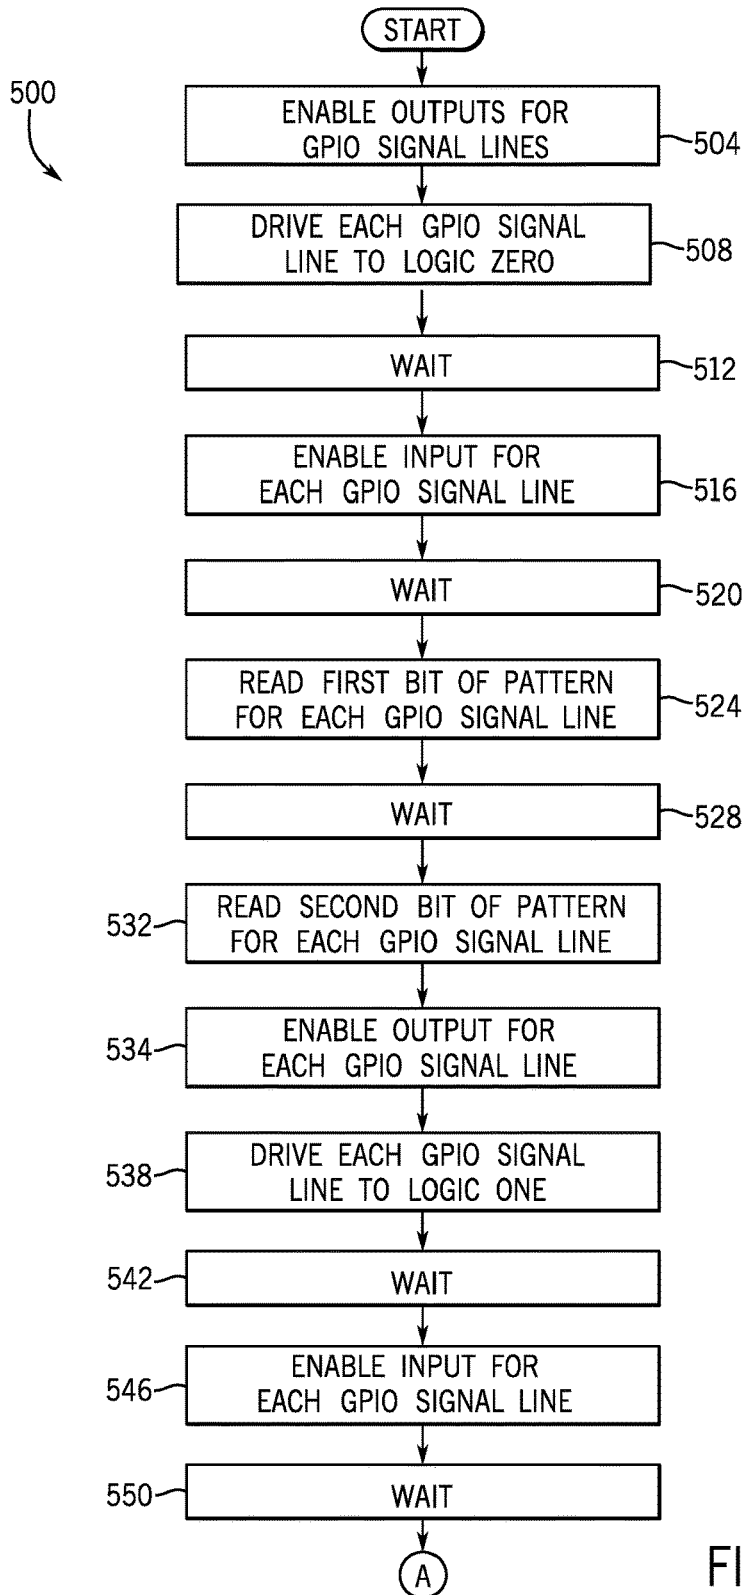 START
500
ENABLE OUTPUTS FOR
GPIO SIGNAL LINES
504
DRIVE EACH GPIO SIGNAL
LINE TO LOGIC ZERO
508
WAIT
512
ENABLE INPUT FOR
EACH GPIO SIGNAL LINE
516
WAIT
520
READ FIRST BIT OF PATTERN
FOR EACH GPIO SIGNAL LINE
524
WAIT
528
532
READ SECOND BIT OF PATTERN
FOR EACH GPIO SIGNAL LINE
534
ENABLE OUTPUT FOR
EACH GPIO SIGNAL LINE
538
DRIVE EACH GPIO SIGNAL
LINE TO LOGIC ONE
542
WAIT
546
ENABLE INPUT FOR
EACH GPIO SIGNAL LINE
550
WAIT
A
FI